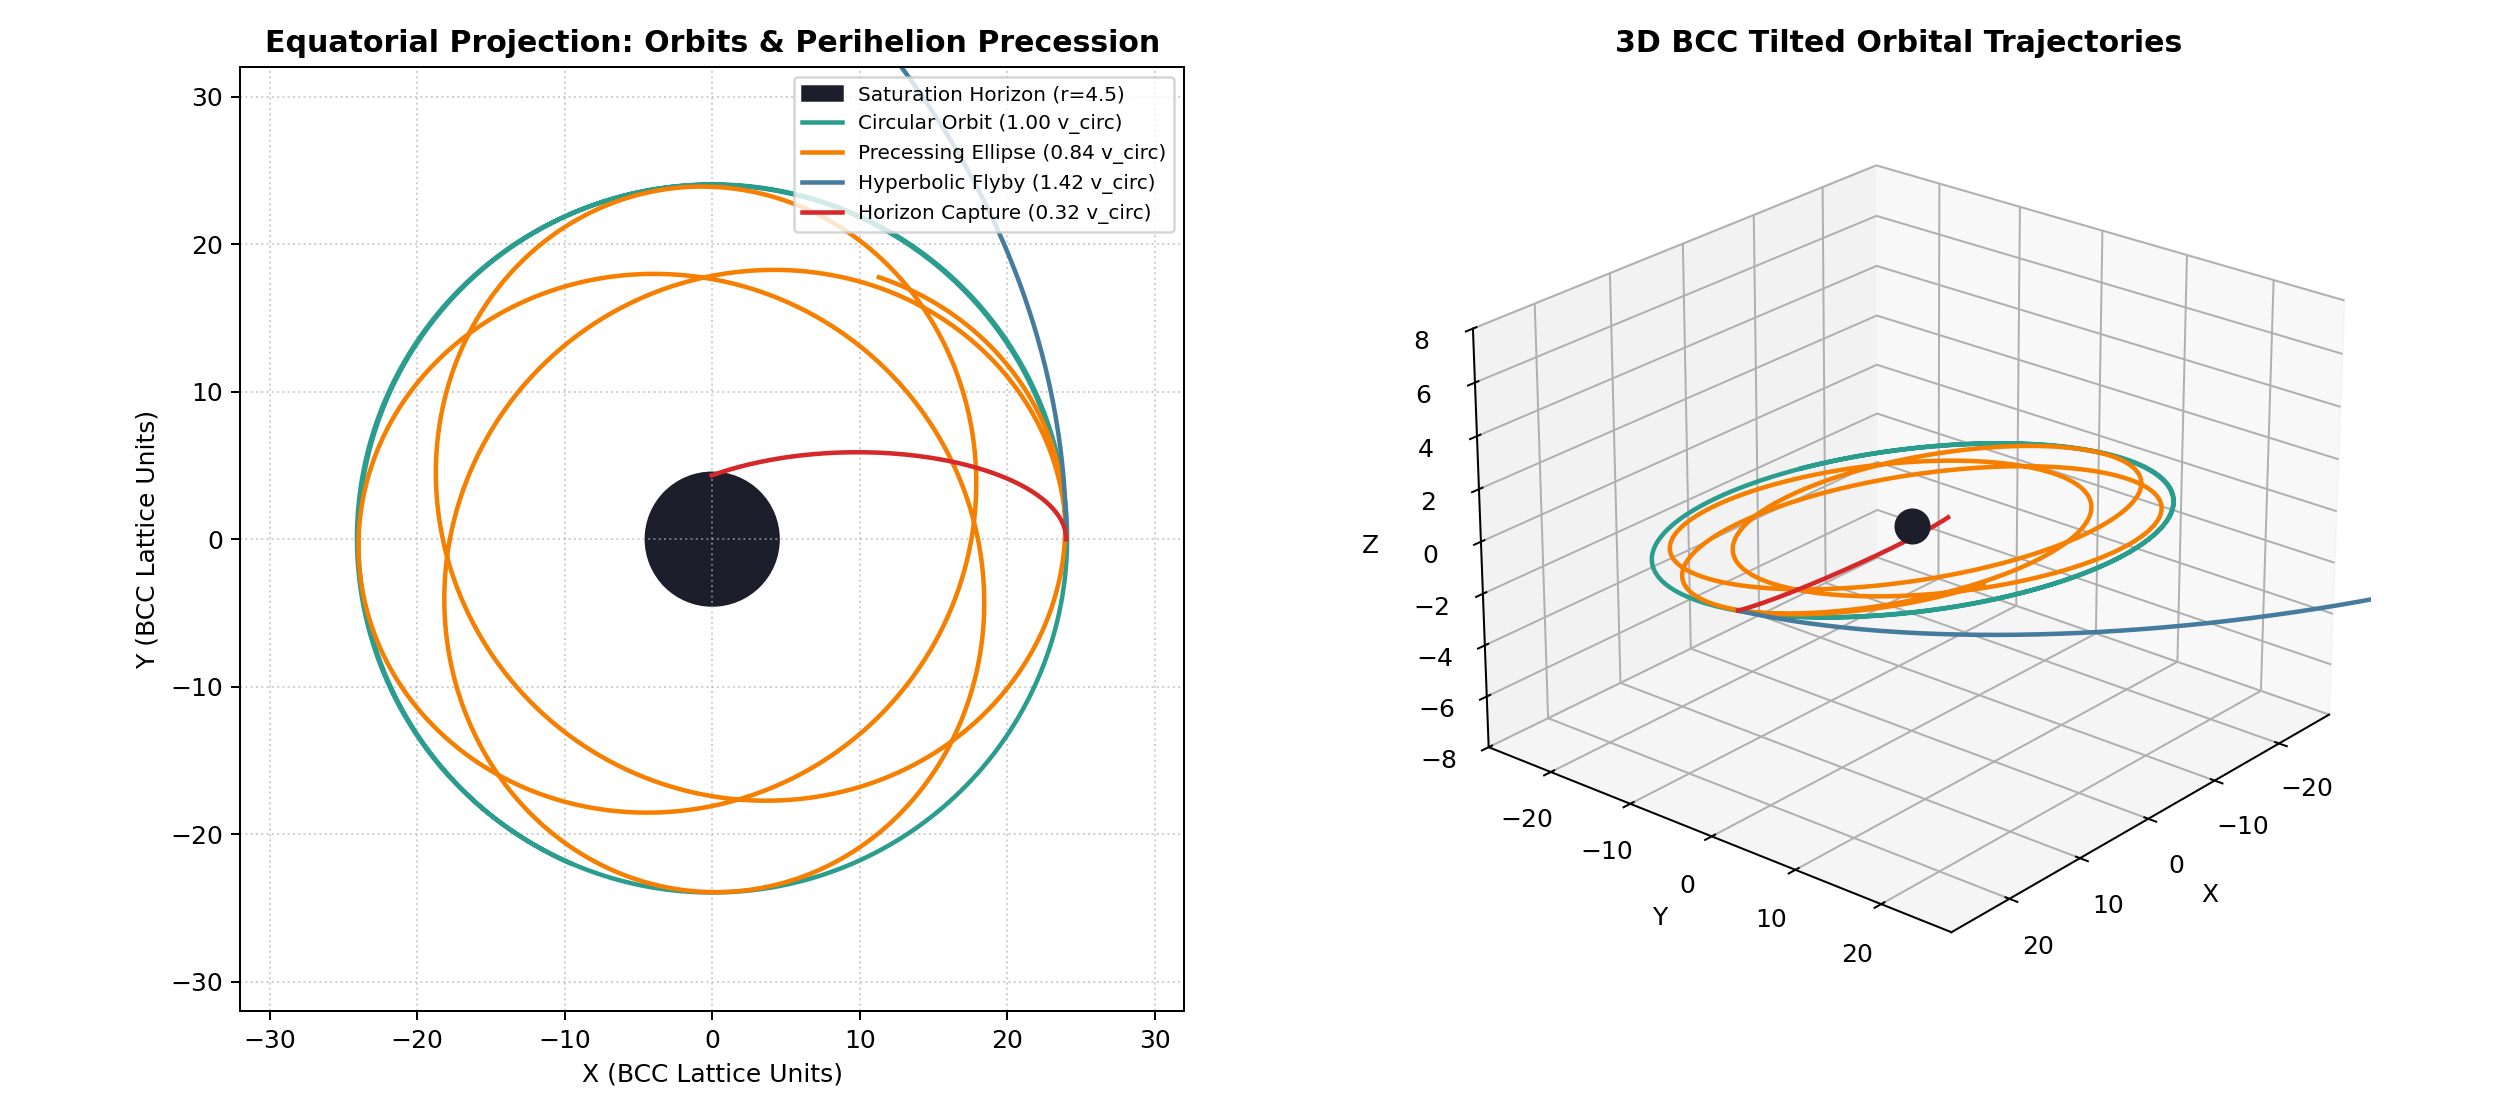 Equatorial Projection: Orbits & Perihelion Precession
Saturation Horizon (r=4.5)
Circular Orbit (1.00 v_circ)
Precessing Ellipse (0.84 v_circ)
Hyperbolic Flyby (1.42 v_circ)
Horizon Capture (0.32 v_circ)
30
20
10
0
−10
−20
−30
Y (BCC Lattice Units)
−30
−20
−10
0
10
20
30
X (BCC Lattice Units)
3D BCC Tilted Orbital Trajectories
8
6
4
2
0
−2
−4
−6
−8
Z
−20
−10
0
10
20
Y
−20
−10
0
10
20
X